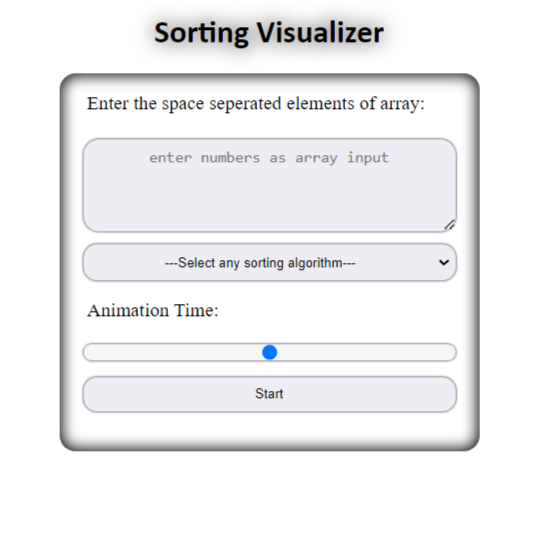 Sorting Visualizer
Enter the space seperated elements of array:
enter numbers as array input
---Select any sorting algorithm---
Animation Time:
Start